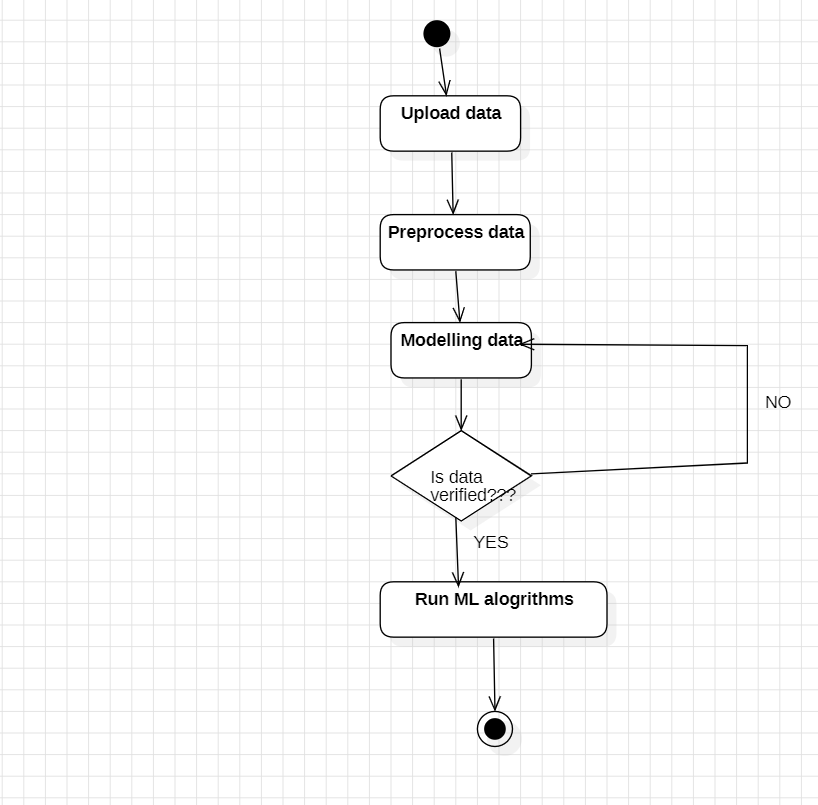 Upload data
Preprocess data
Modelling data
NO
Is data
verified???
YES
Run ML alogrithms